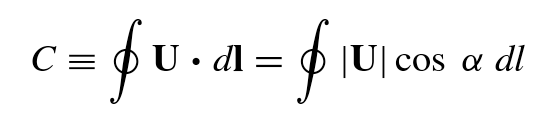 C ≡ ∮ U • dl = ∮ |U| cos α dl